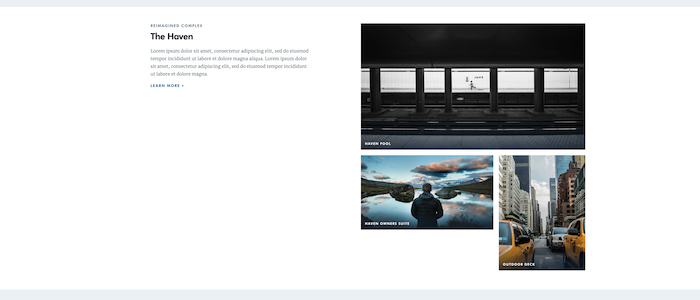 REIMAGINED COMPLEX
The Haven
Lorem ipsum dolor sit amet, consectetur adipiscing elit, sed do eiusmod
tempor incididunt ut labore et dolore magna aliqua. Lorem ipsum dolor
sit amet, consectetur adipiscing elit, sed do eiusmod tempor incididunt
ut labore et dolore magna.
LEARN MORE >
HAVEN POOL
HAVEN OWNERS SUITE
OUTDOOR DECK